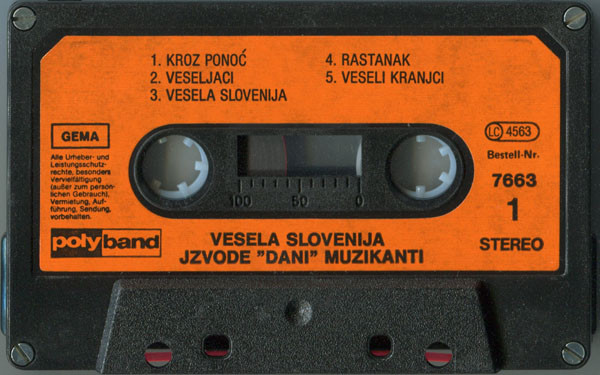 1. KROZ PONOĆ
2. VESELJACI
3. VESELA SLOVENIJA
4. RASTANAK
5. VESELI KRANJCI
GEMA
Alle Urheber- und
Leistungsschutz-
rechte, besonders
Vervielfältigung
(außer zum persön-
lichen Gebrauch),
Vermietung, Auf-
führung, Sendung,
vorbehalten.
LC 4563
Bestell-Nr.
7663
1
STEREO
100 50 0
polyband
VESELA SLOVENIJA
JZVODE "DANI" MUZIKANTI